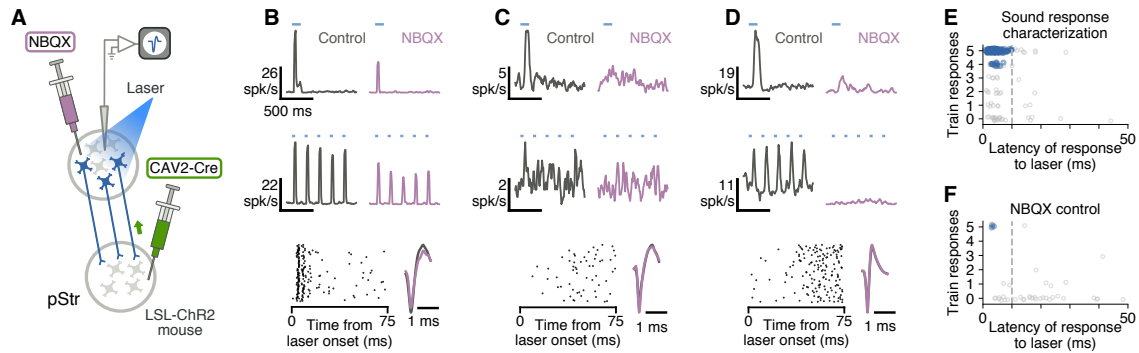 A
NBQX
Laser
CAV2-Cre
pStr
LSL-ChR2
mouse
B
Control
NBQX
26
spk/s
500 ms
22
spk/s
0
75
Time from
laser onset (ms)
1 ms
C
Control
NBQX
5
spk/s
2
spk/s
0
75
Time from
laser onset (ms)
1 ms
D
Control
NBQX
19
spk/s
11
spk/s
0
75
Time from
laser onset (ms)
1 ms
E
Sound response
characterization
Train responses
5
4
3
2
1
0
0
10
50
Latency of response
to laser (ms)
F
NBQX control
Train responses
5
4
3
2
1
0
0
10
50
Latency of response
to laser (ms)